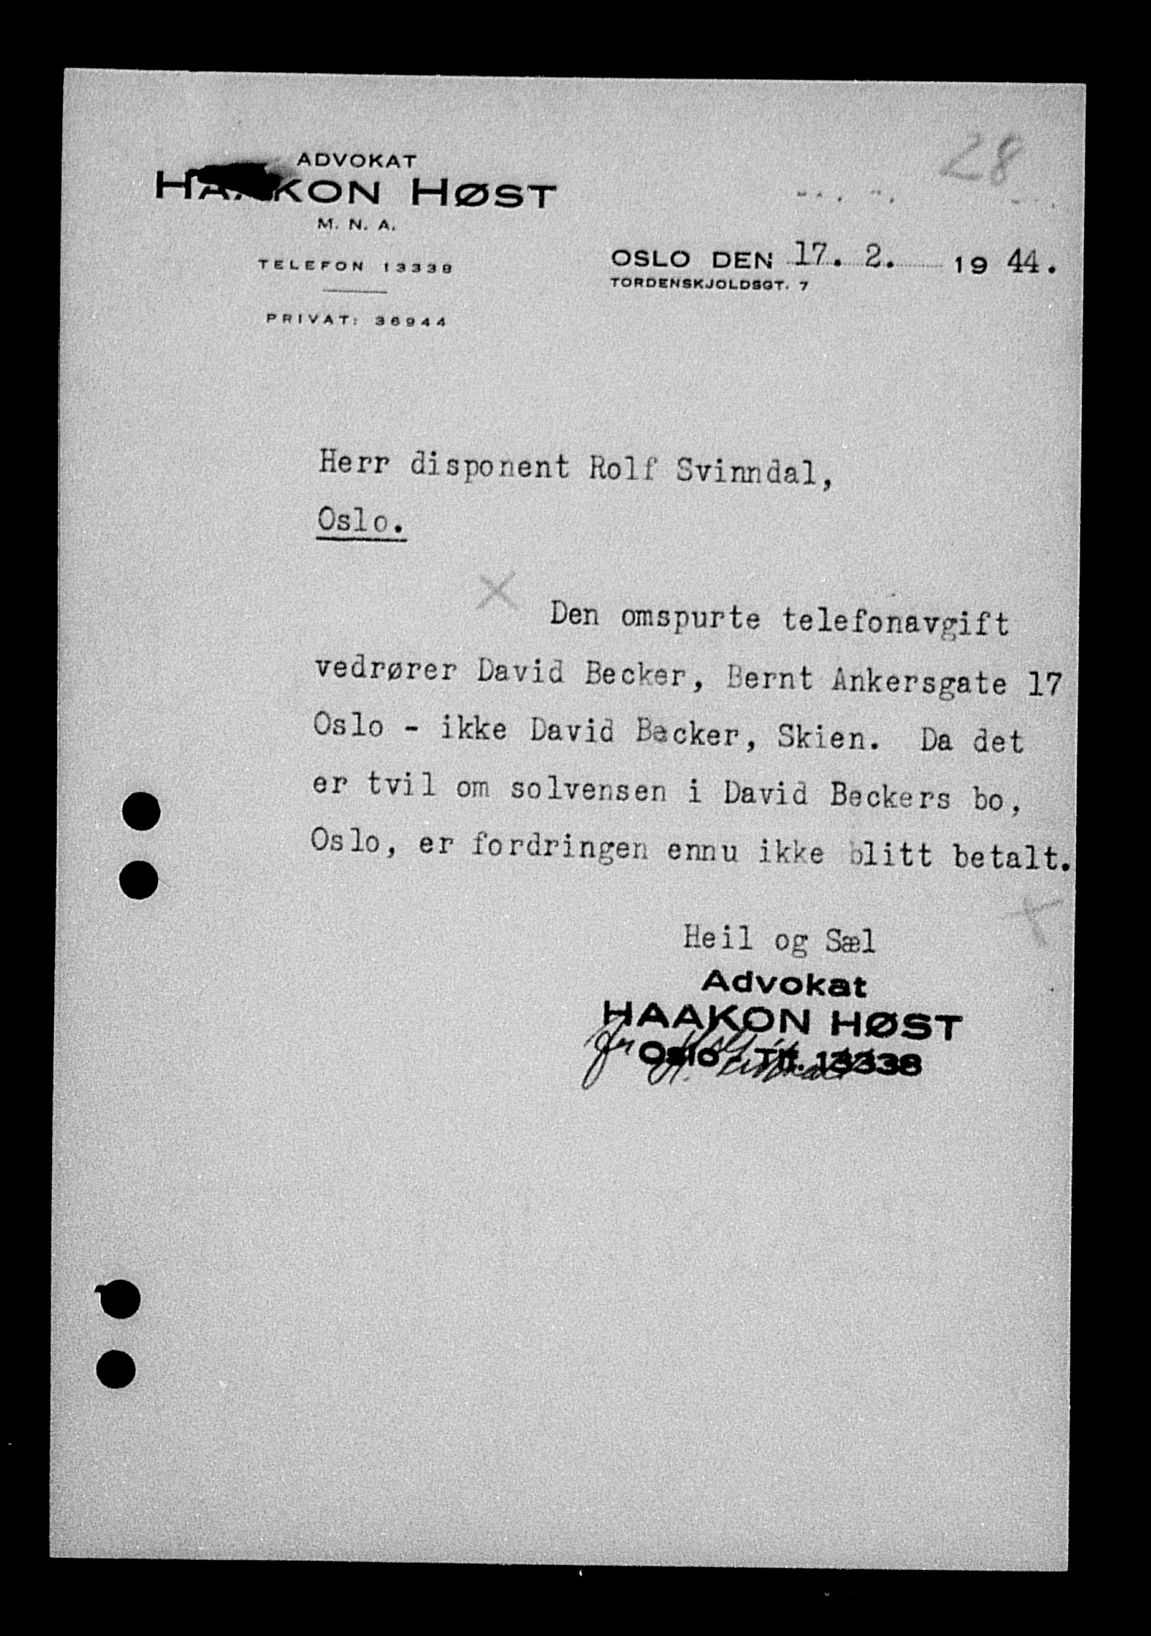 28
ADVOKAT
HAAKON HØST
M. N. A.
TELEFON 13338
PRIVAT: 36944
OSLO DEN 17. 2. 19 44.
TORDENSKJOLDSGT. 7
Herr disponent Rolf Svinndal,
Oslo.
Den omspurte telefonavgift
vedrører David Becker, Bernt Ankersgate 17
Oslo - ikke David Becker, Skien. Da det
er tvil om solvensen i David Beckers bo,
Oslo, er fordringen ennu ikke blitt betalt.
Heil og Sæl
Advokat
HAAKON HØST
Oslo - Tlf. 13338